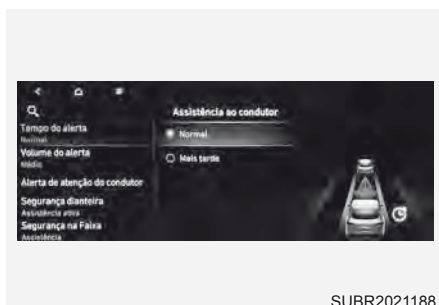 Assistência ao condutor
Tempo do alerta
Normal
Volume do alerta
Médio
Alerta de atenção do condutor
Segurança dianteira
Assistência ativa
Segurança na Faixa
Assistência
Normal
Mais tarde
SUBR2021188